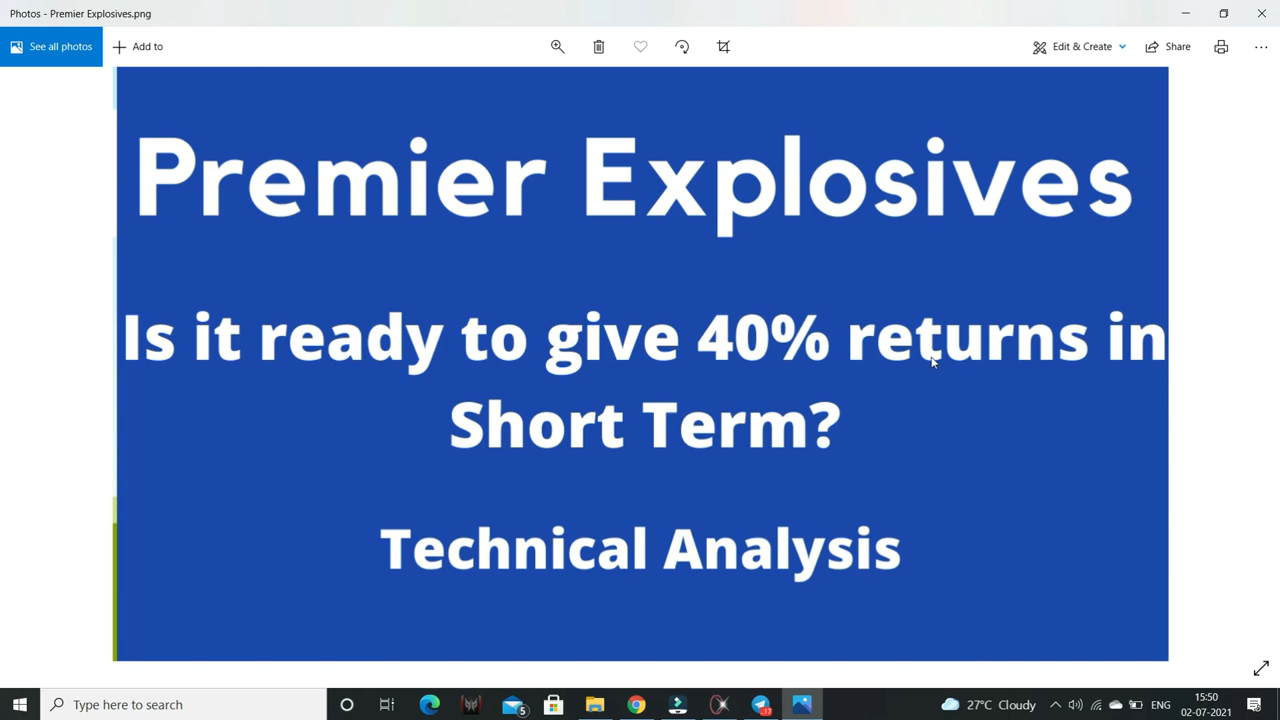 Photos - Premier Explosives.png
See all photos
Add to
Edit & Create
Share
Premier Explosives
Is it ready to give 40% returns in
Short Term?
Technical Analysis
Type here to search
5
17
27°C Cloudy
ENG
15:50
02-07-2021